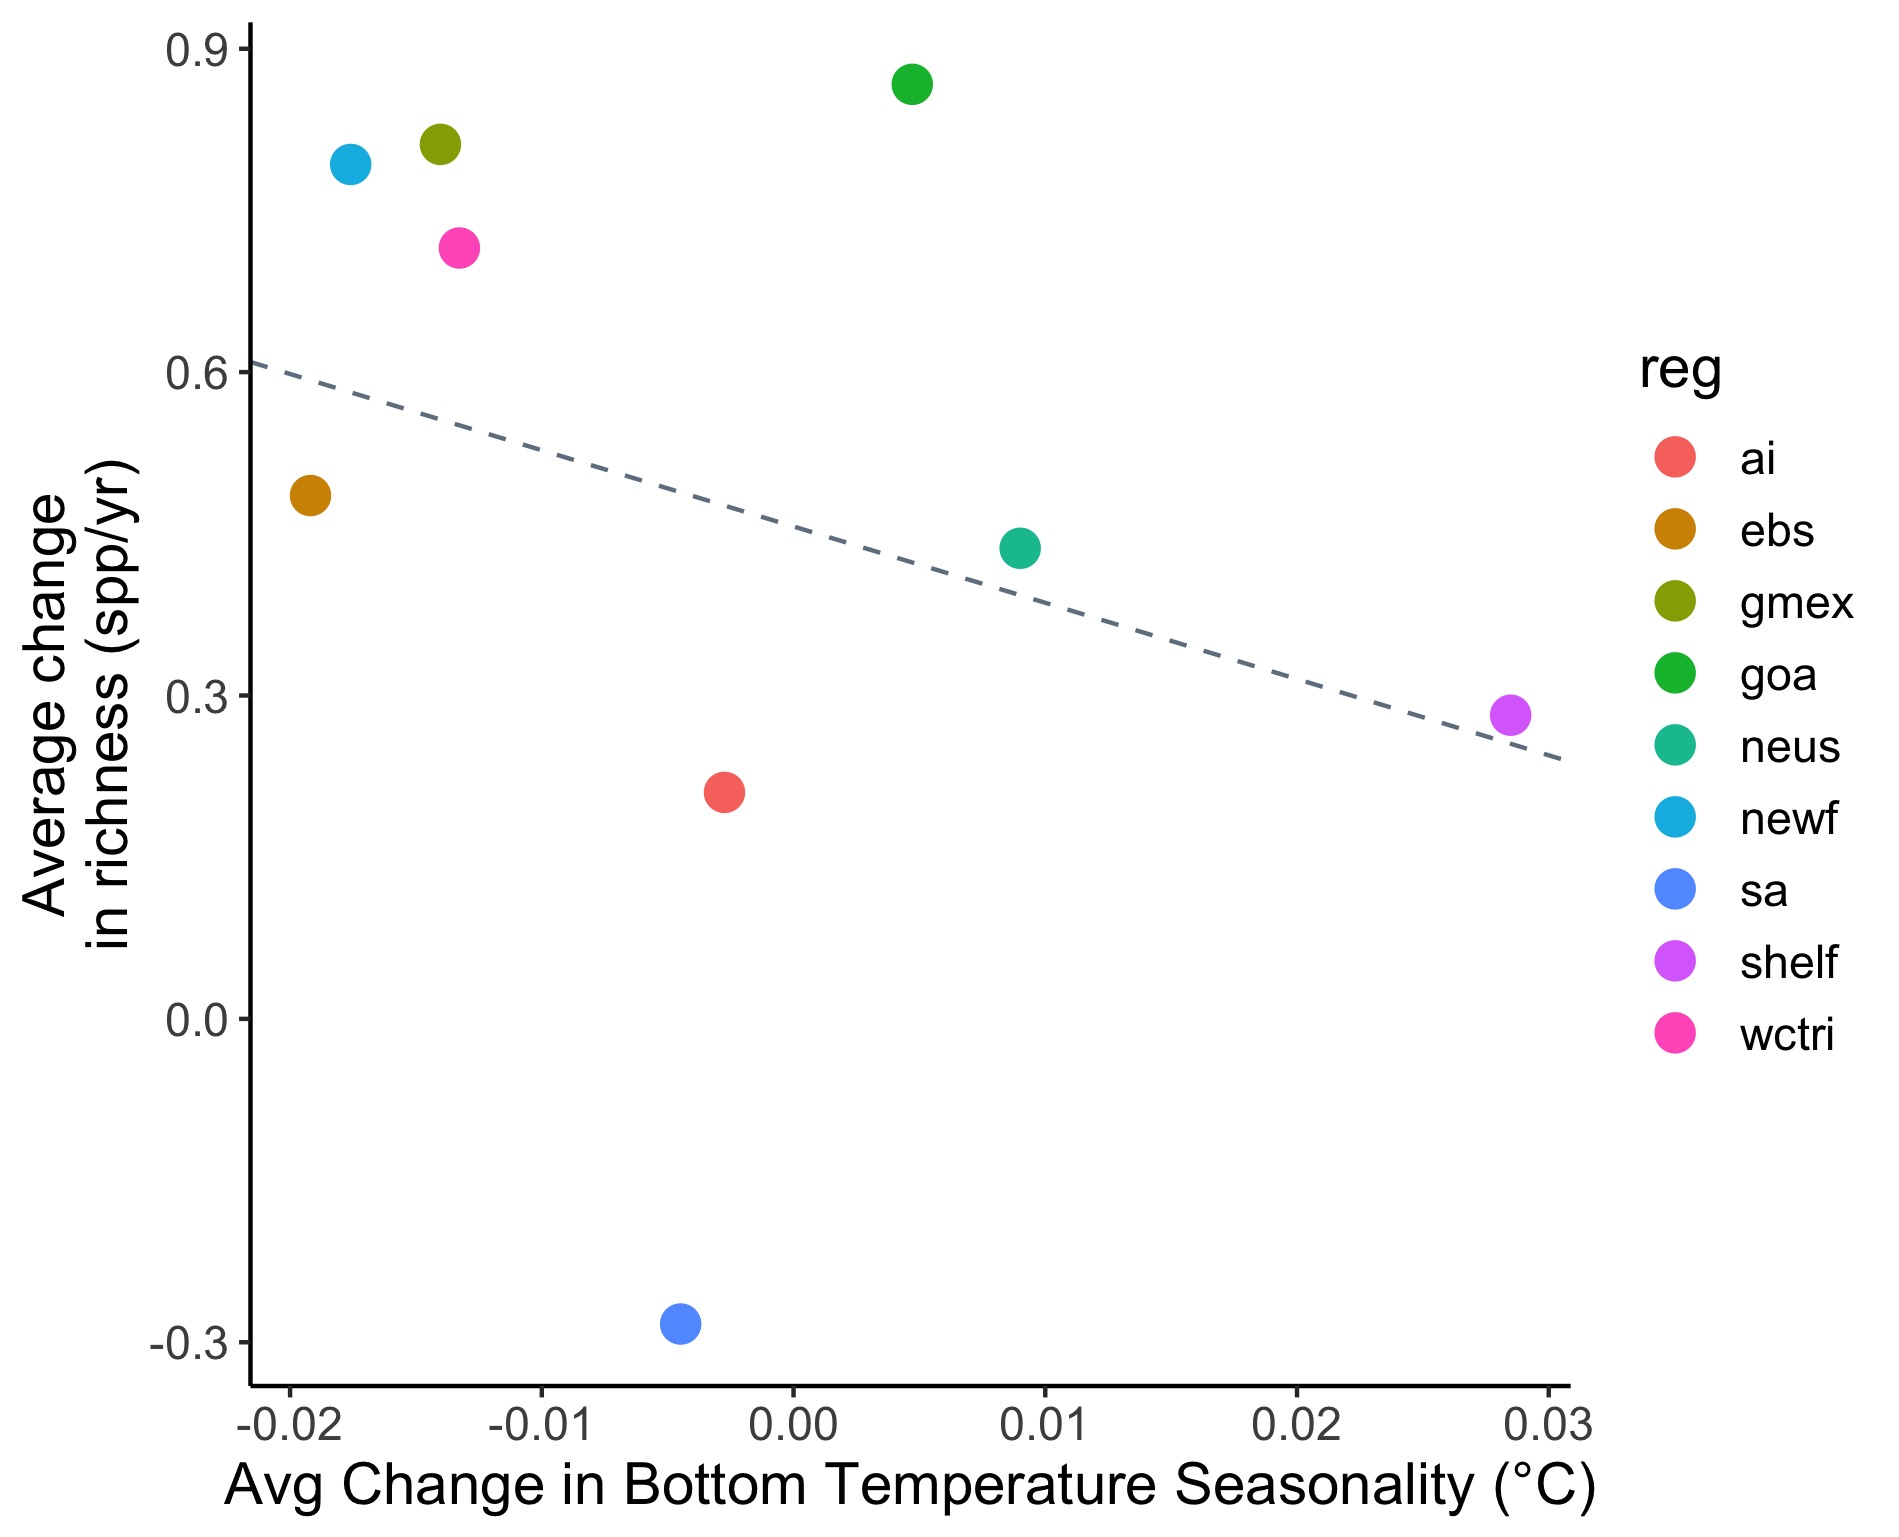 0.9
0.6
0.3
0.0
-0.3
Average change
in richness (spp/yr)
-0.02 -0.01 0.00 0.01 0.02 0.03
Avg Change in Bottom Temperature Seasonality (°C)
reg
ai
ebs
gmex
goa
neus
newf
sa
shelf
wctri